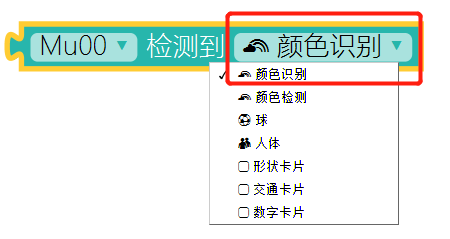 Mu00 检测到 颜色识别
颜色识别
颜色检测
球
人体
形状卡片
交通卡片
数字卡片